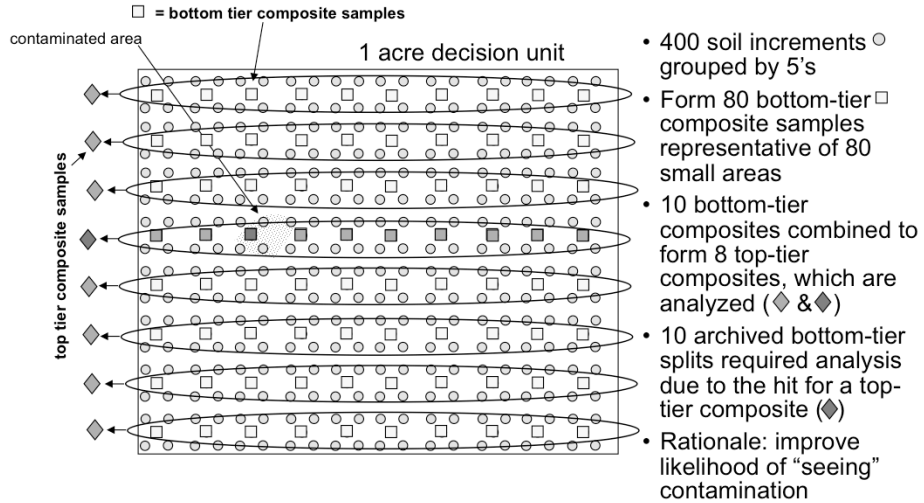 □ = bottom tier composite samples
contaminated area
1 acre decision unit
top tier composite samples
• 400 soil increments ○
grouped by 5's
• Form 80 bottom-tier □
composite samples
representative of 80
small areas
• 10 bottom-tier
composites combined to
form 8 top-tier
composites, which are
analyzed (◆ &◆)
• 10 archived bottom-tier
splits required analysis
due to the hit for a top-
tier composite (◆)
• Rationale: improve
likelihood of “seeing”
contamination